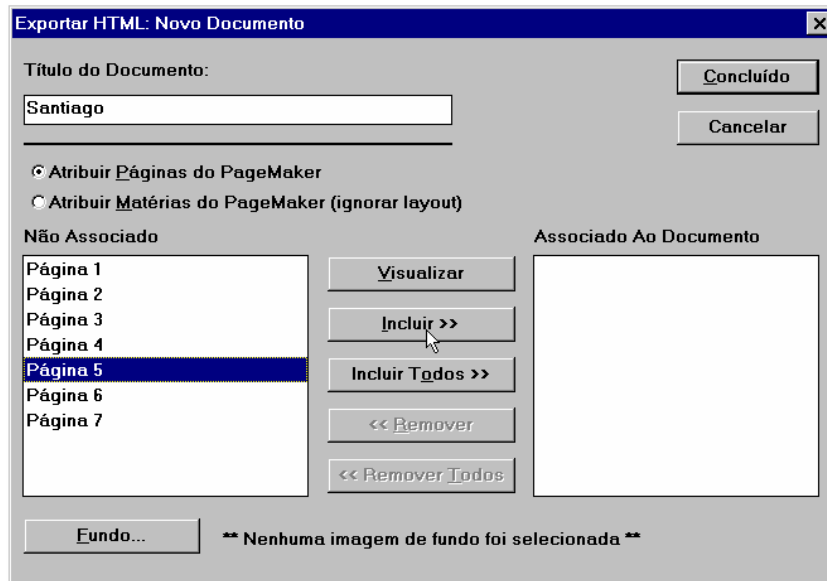 Exportar HTML: Novo Documento
Título do Documento:
Concluído
Santiago
Cancelar
Atribuir Páginas do PageMaker
Atribuir Matérias do PageMaker (ignorar layout)
Não Associado
Associado Ao Documento
Página 1
Página 2
Página 3
Página 4
Página 5
Página 6
Página 7
Visualizar
Incluir >>
Incluir Todos >>
<< Remover
<< Remover Todos
Fundo...
** Nenhuma imagem de fundo foi selecionada **